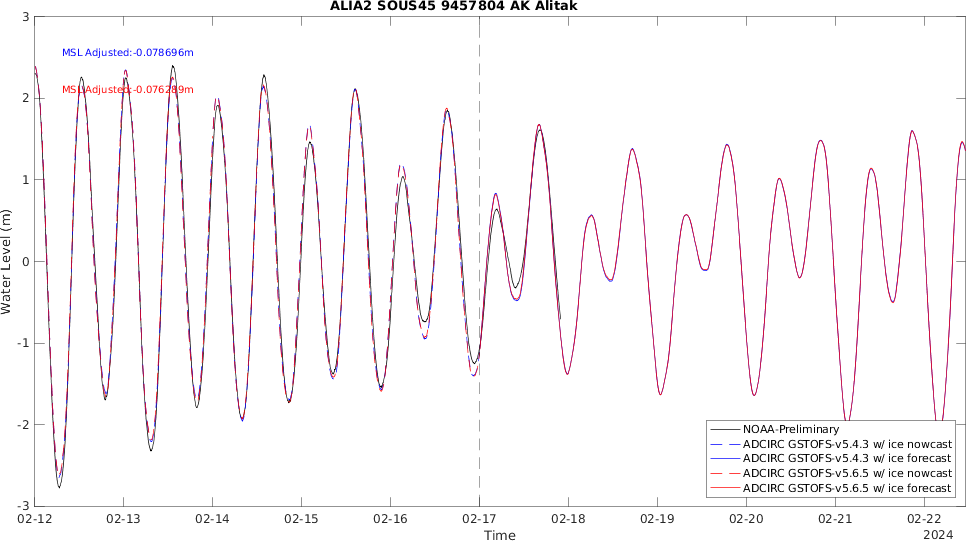 ALIA2 SOUS45 9457804 AK Alitak
MSL Adjusted:-0.078696m
MSL Adjusted:-0.076289m
Water Level (m)
3
2
1
0
-1
-2
-3
02-12
02-13
02-14
02-15
02-16
02-17
02-18
02-19
02-20
02-21
02-22
Time
2024
NOAA-Preliminary
ADCIRC GSTOFS-v5.4.3 w/ ice nowcast
ADCIRC GSTOFS-v5.4.3 w/ ice forecast
ADCIRC GSTOFS-v5.6.5 w/ ice nowcast
ADCIRC GSTOFS-v5.6.5 w/ ice forecast